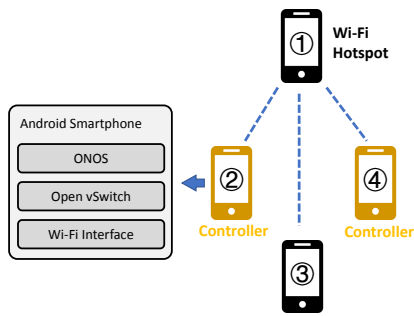 ①
Wi-Fi
Hotspot
Android Smartphone
ONOS
Open vSwitch
Wi-Fi Interface
②
Controller
④
Controller
③